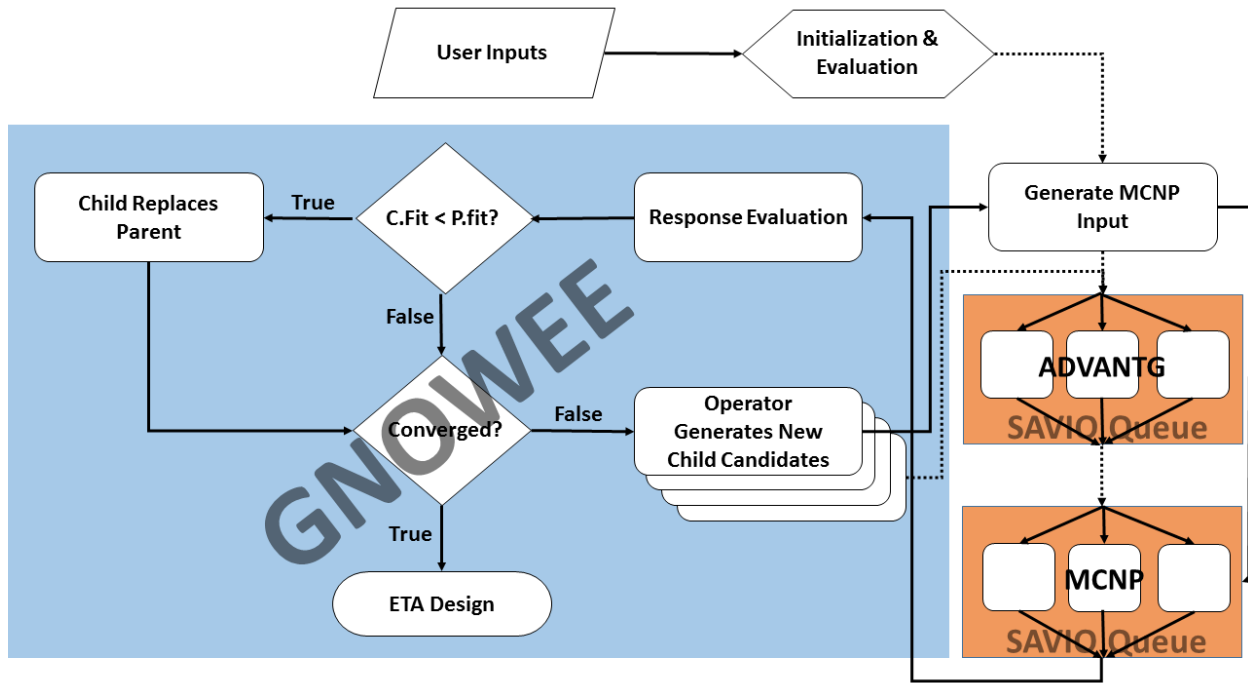 User Inputs
Initialization &
Evaluation
Child Replaces
Parent
True
C.Fit < P.fit?
Response Evaluation
Generate MCNP
Input
False
GNOWEE
ADVANTG
SAVIO Queue
Converged?
False
Operator
Generates New
Child Candidates
True
ETA Design
MCNP
SAVIO Queue